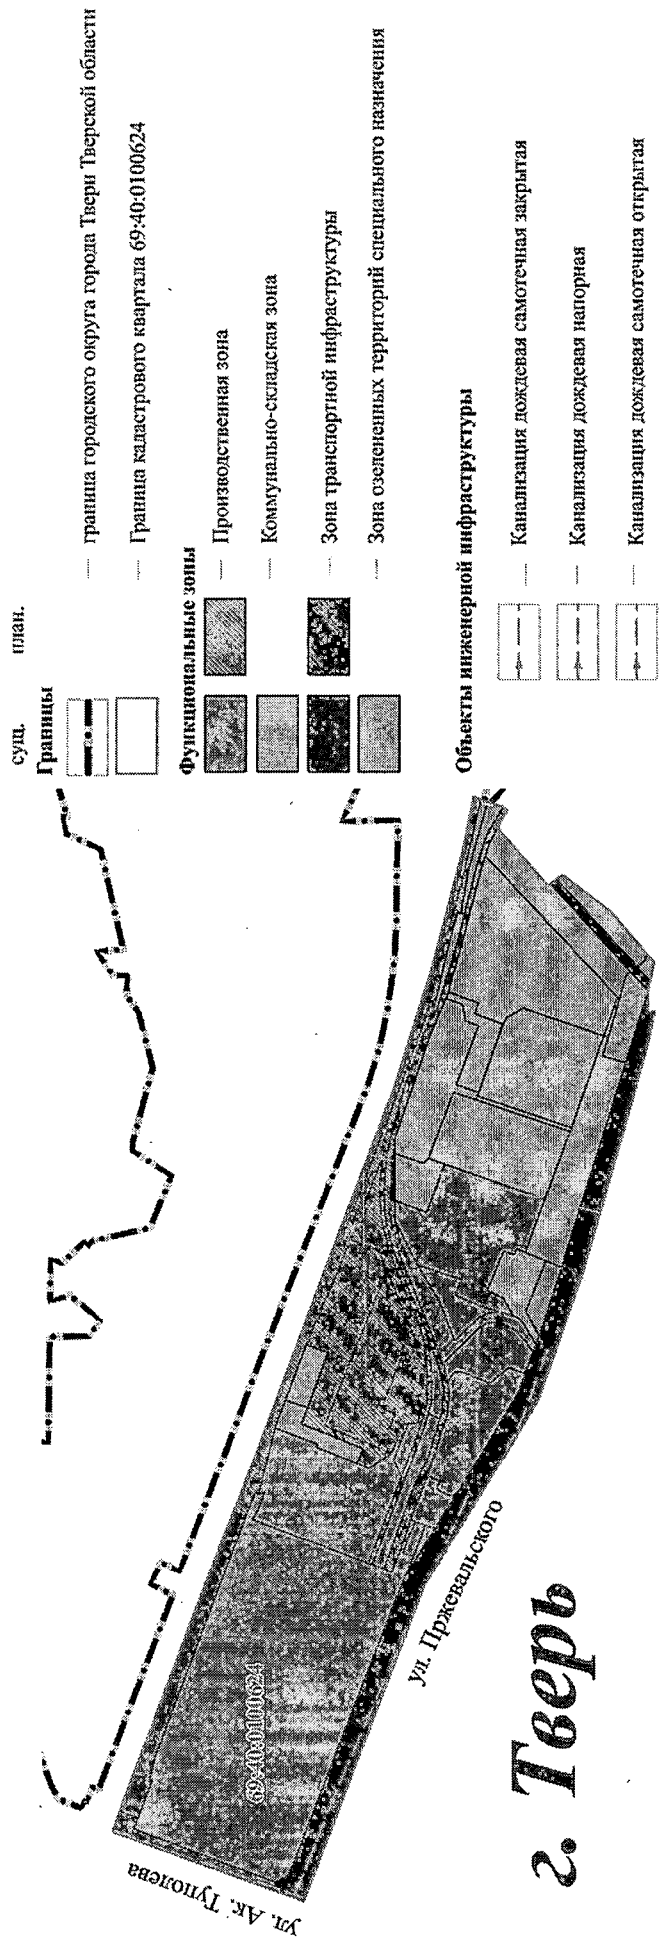 сущ. план.
Границы
— граница городского округа города Твери Тверской области
— Граница кадастрового квартала 69:40:0100624
Функциональные зоны
— Производственная зона
— Коммунально-складская зона
— Зона транспортной инфраструктуры
— Зона озелененных территорий специального назначения
Объекты инженерной инфраструктуры
— Канализация дождевая самотечная закрытая
— Канализация дождевая напорная
— Канализация дождевая самотечная открытая
ул. Ак. Туполева
69:40:0100624
ул. Пржевальского
г. Тверь